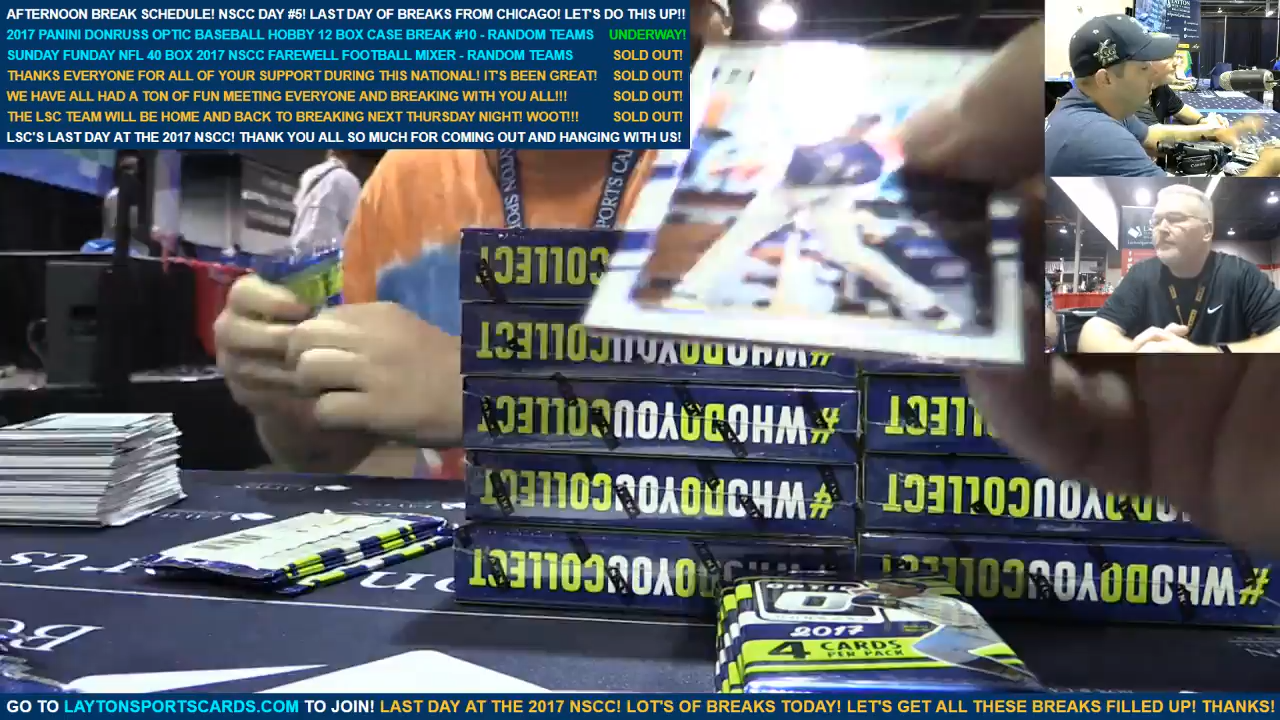 AFTERNOON BREAK SCHEDULE! NSCC DAY #5! LAST DAY OF BREAKS FROM CHICAGO! LET'S DO THIS UP!!
2017 PANINI DONRUSS OPTIC BASEBALL HOBBY 12 BOX CASE BREAK #10 - RANDOM TEAMS UNDERWAY!
SUNDAY FUNDAY NFL 40 BOX 2017 NSCC FAREWELL FOOTBALL MIXER - RANDOM TEAMS SOLD OUT!
THANKS EVERYONE FOR ALL OF YOUR SUPPORT DURING THIS NATIONAL! IT'S BEEN GREAT! SOLD OUT!
WE HAVE ALL HAD A TON OF FUN MEETING EVERYONE AND BREAKING WITH YOU ALL!!! SOLD OUT!
THE LSC TEAM WILL BE HOME AND BACK TO BREAKING NEXT THURSDAY NIGHT! WOOT!!! SOLD OUT!
LSC'S LAST DAY AT THE 2017 NSCC! THANK YOU ALL SO MUCH FOR COMING OUT AND HANGING WITH US!
COLLECT
#WHODOYOUCOLLECT
#WHODOYOUCOLLECT
COLLECT
#WHODOYOUCOLLECT
#WHODOYOUCOLLECT
#WHODOYOUCOLLECT
2017
4 CARDS
PER PACK
GO TO LAYTONSPORTSCARDS.COM TO JOIN! LAST DAY AT THE 2017 NSCC! LOT'S OF BREAKS TODAY! LET'S GET ALL THESE BREAKS FILLED UP! THANKS!